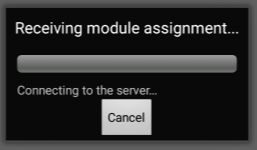 Receiving module assignment...
Connecting to the server...
Cancel